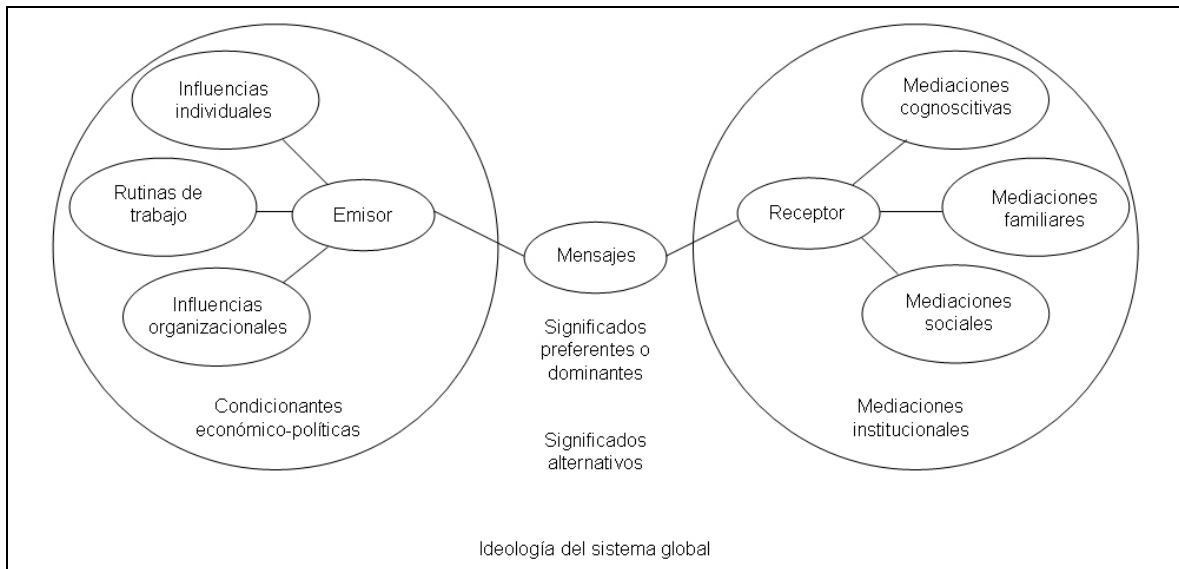 Influencias
individuales
Rutinas de
trabajo
Influencias
organizacionales
Emisor
Condicionantes
económico-políticas
Mensajes
Significados
preferentes o
dominantes
Significados
alternativos
Receptor
Mediaciones
cognoscitivas
Mediaciones
familiares
Mediaciones
sociales
Mediaciones
institucionales
Ideología del sistema global